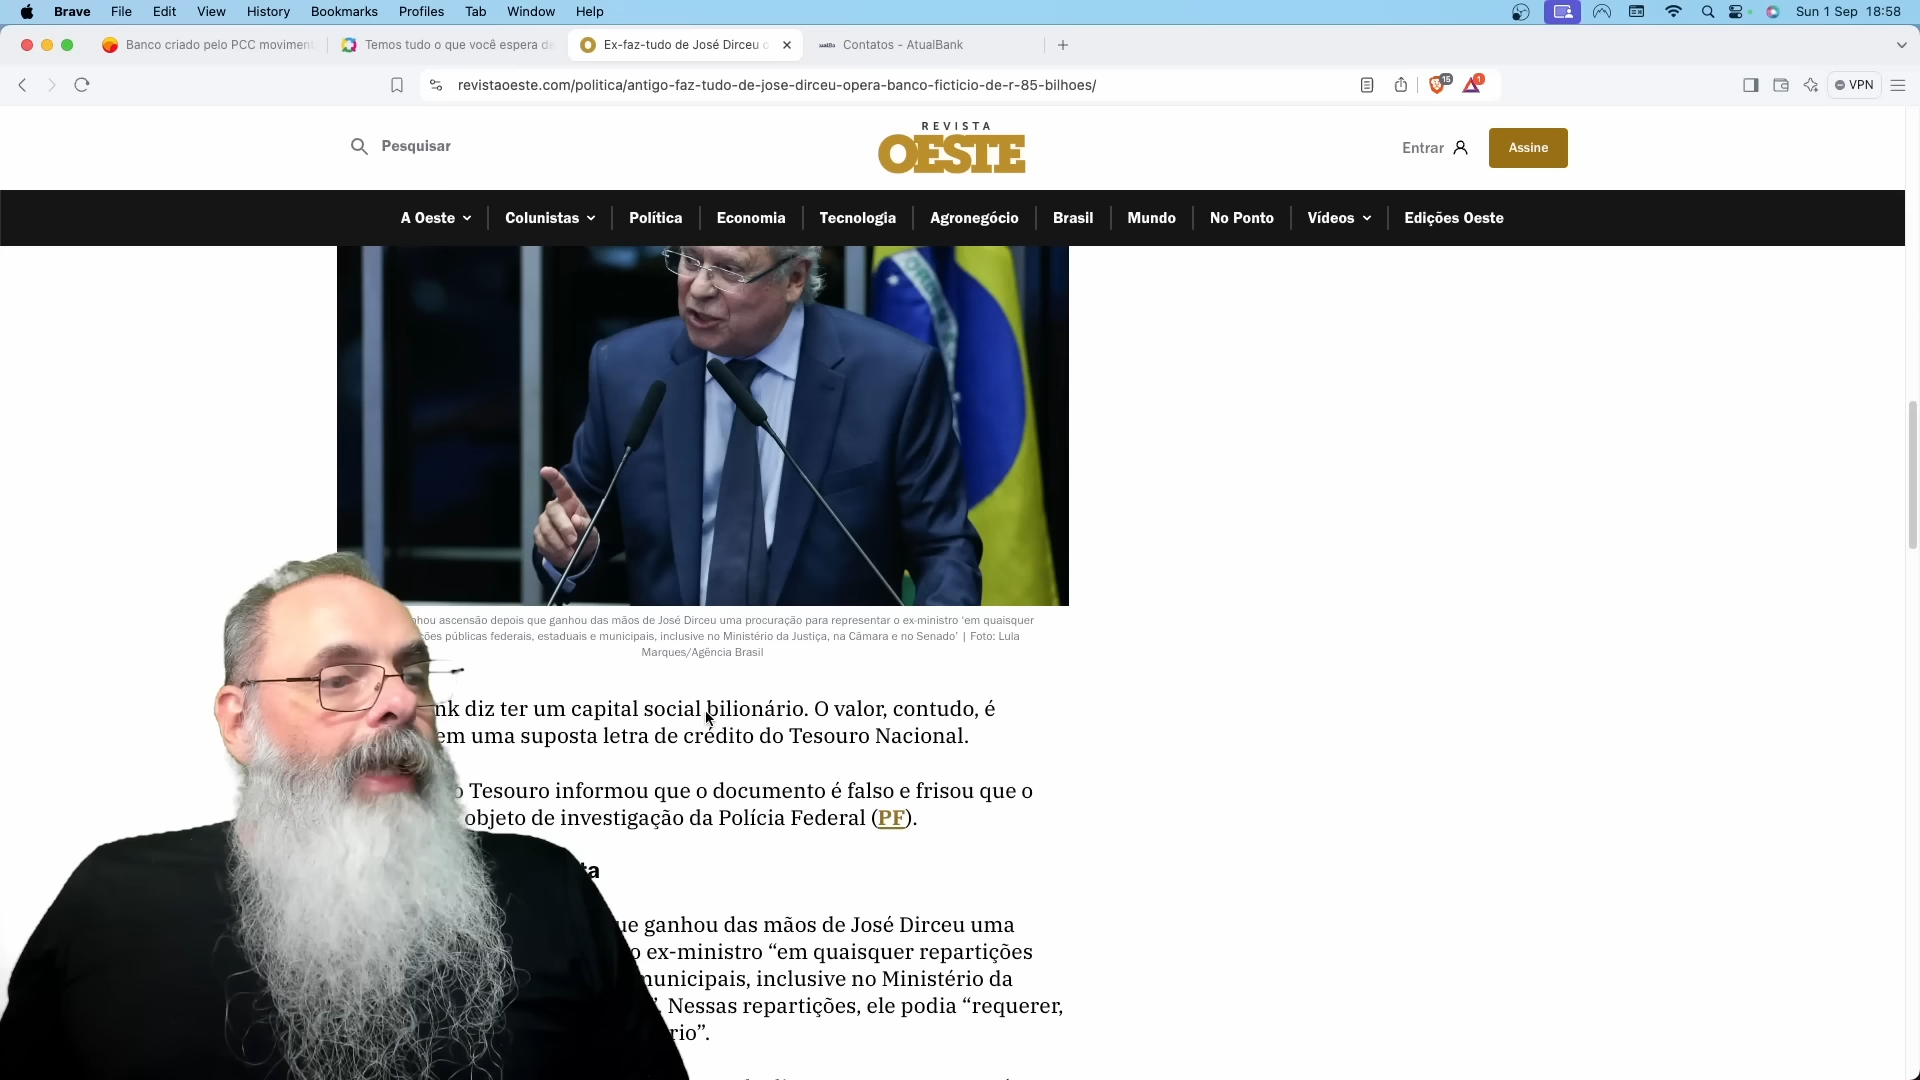 Brave File Edit View History Bookmarks Profiles Tab Window Help Sun 1 Sep 18:58
Banco criado pelo PCC movimen Temos tudo o que você espera de Ex-faz-tudo de José Dirceu Contatos - AtualBank
revistaoeste.com/politica/antigo-faz-tudo-de-jose-dirceu-opera-banco-ficticio-de-r-85-bilhoes/ 15 1 VPN
REVISTA
OESTE
Pesquisar
Entrar
Assine
A Oeste Colunistas Política Economia Tecnologia Agronegócio Brasil Mundo No Ponto Vídeos Edições Oeste
ascensão depois que ganhou das mãos de José Dirceu uma procuração para representar o ex-ministro ‘em quaisquer
públicas federais, estaduais e municipais, inclusive no Ministério da Justiça, na Câmara e no Senado’ | Foto: Lula
Marques/Agência Brasil
nk diz ter um capital social bilionário. O valor, contudo, é
em uma suposta letra de crédito do Tesouro Nacional.
o Tesouro informou que o documento é falso e frisou que o
objeto de investigação da Polícia Federal (PF).
ta
ue ganhou das mãos de José Dirceu uma
o ex-ministro “em quaisquer repartições
municipais, inclusive no Ministério da
”. Nessas repartições, ele podia “requerer,
rio”.